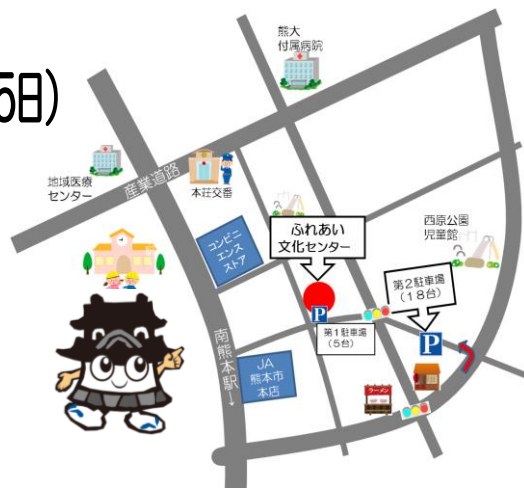 5日)
熊大
付属病院
地域医療
センター
産業道路
本荘交番
コンビニ
エンス
ストア
ふれあい
文化センター
西原公園
児童館
第2駐車場
(18台)
P
第1駐車場
(5台)
P
南熊本駅→
JA
熊本市
本店
ラーメン